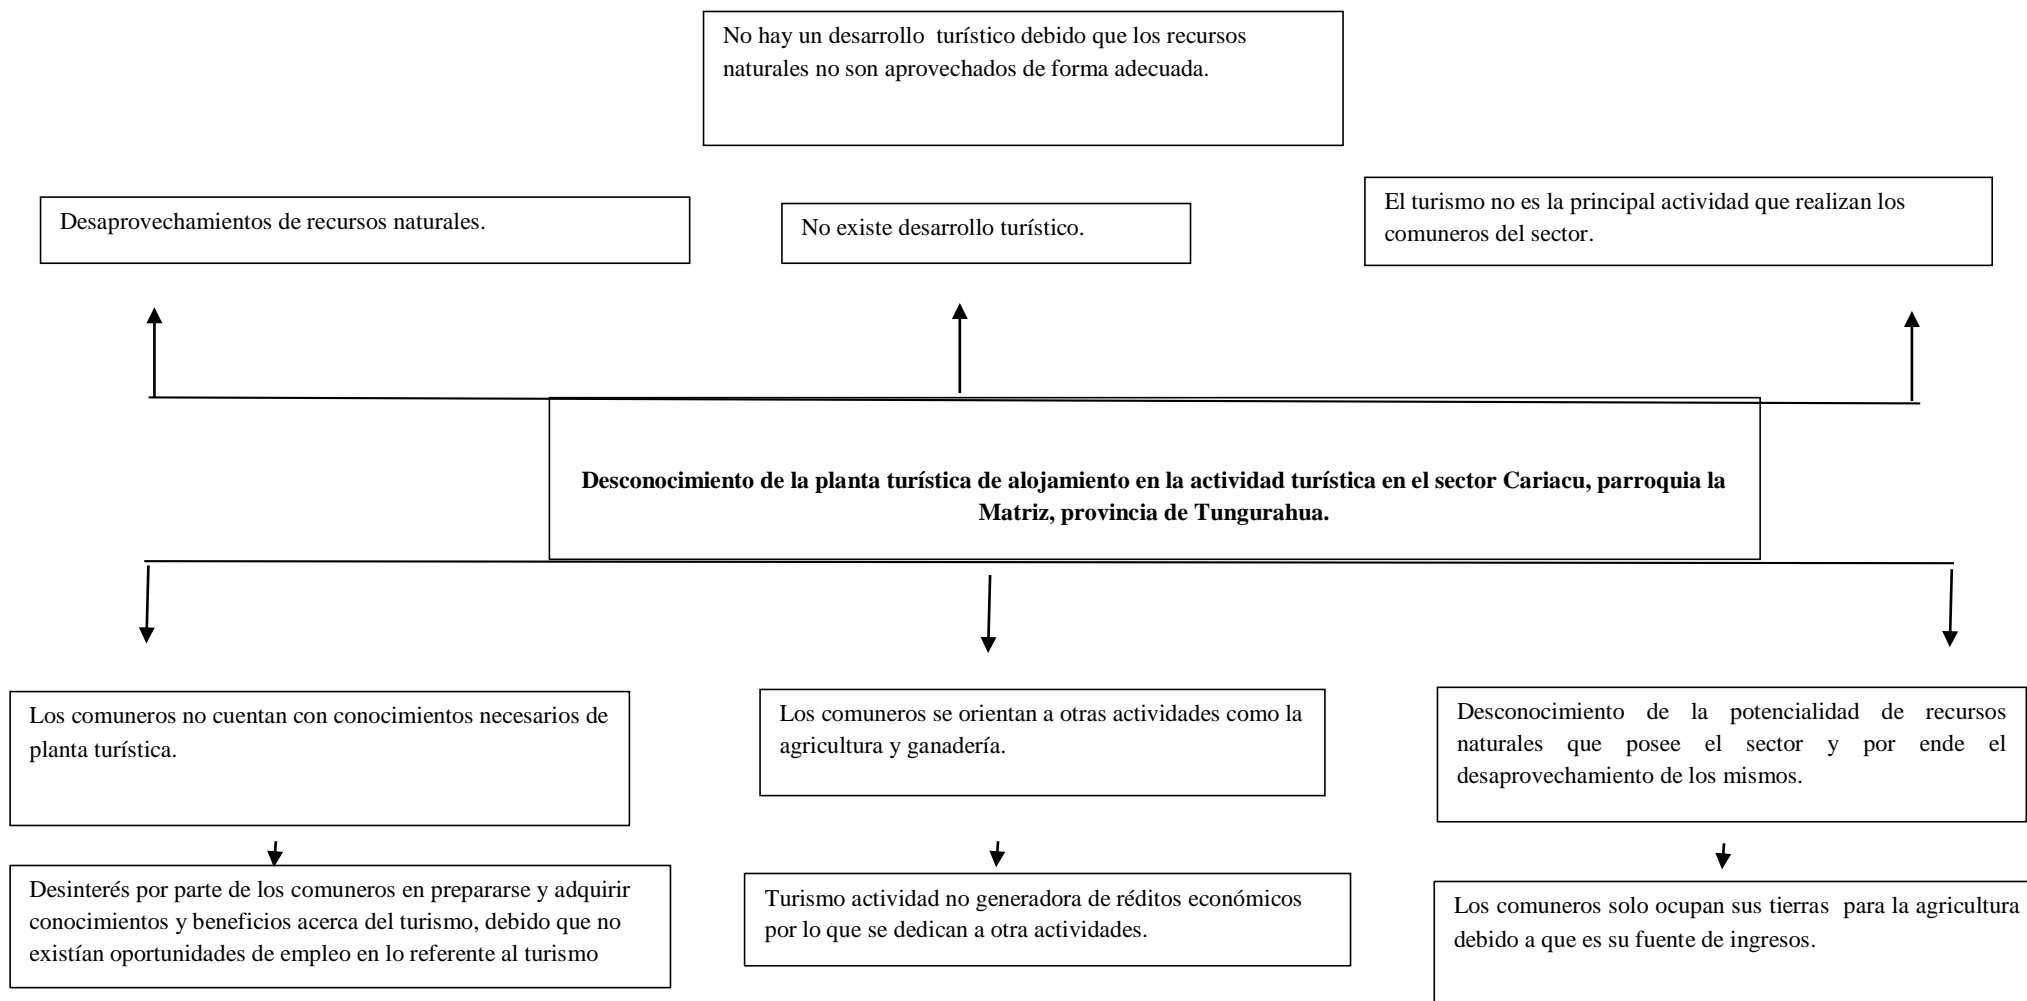 No hay un desarrollo  turístico debido que los recursos
naturales no son aprovechados de forma adecuada.
Desaprovechamientos de recursos naturales.
No existe desarrollo turístico.
El turismo no es la principal actividad que realizan los
comuneros del sector.
Desconocimiento de la planta turística de alojamiento en la actividad turística en el sector Cariacu, parroquia la
Matriz, provincia de Tungurahua.
Los comuneros no cuentan con conocimientos necesarios de
planta turística.
Los comuneros se orientan a otras actividades como la
agricultura y ganadería.
Desconocimiento de la potencialidad de recursos
naturales que posee el sector y por ende el
desaprovechamiento de los mismos.
Desinterés por parte de los comuneros en prepararse y adquirir
conocimientos y beneficios acerca del turismo, debido que no
existían oportunidades de empleo en lo referente al turismo
Turismo actividad no generadora de réditos económicos
por lo que se dedican a otra actividades.
Los comuneros solo ocupan sus tierras  para la agricultura
debido a que es su fuente de ingresos.